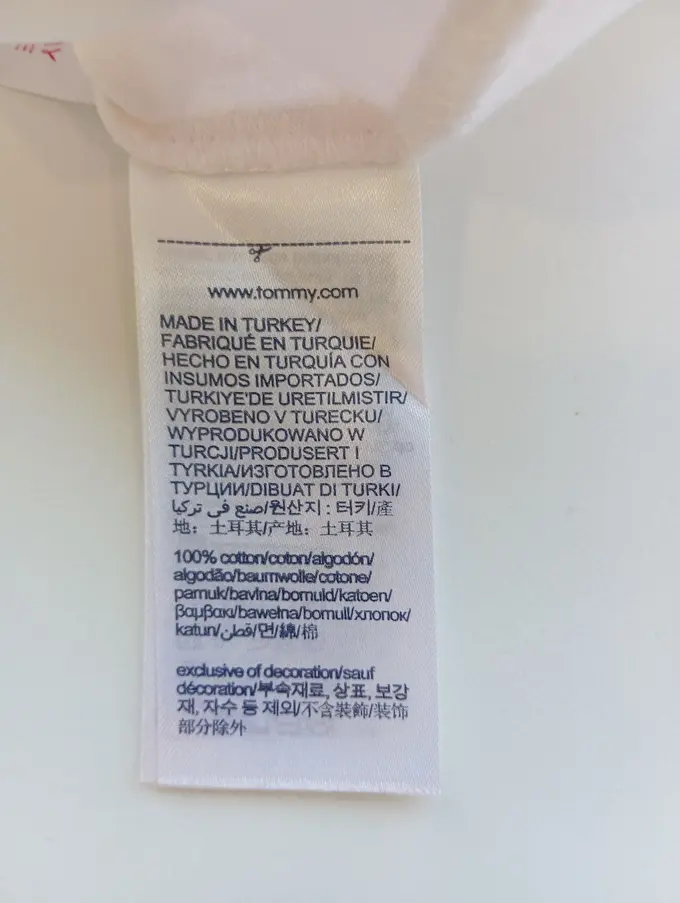 www.tommy.com
MADE IN TURKEY/
FABRIQUÉ EN TURQUIE/
HECHO EN TURQUÍA CON
INSUMOS IMPORTADOS/
TURKIYE'DE URETILMISTIR/
VYROBENO V TURECKU/
WYPRODUKOWANO W
TURCJI/PRODUSERT I
TYRKIA/ИЗГОТОВЛЕНО В
ТУРЦИИ/DIBUAT DI TURKI/
صنع في تركيا/원산지 : 터키/產
地: 土耳其/产地: 土耳其
100% cotton/coton/algodón/
algodão/baumwolle/cotone/
pamuk/bavlna/bomuld/katoen/
βαμβακι/bawełna/bomull/хлопок/
katun/قطن/면/綿/棉
exclusive of decoration/sauf
décoration/부속재료, 상표, 보강
재, 자수 등 제외/不含裝飾/装饰
部分除外